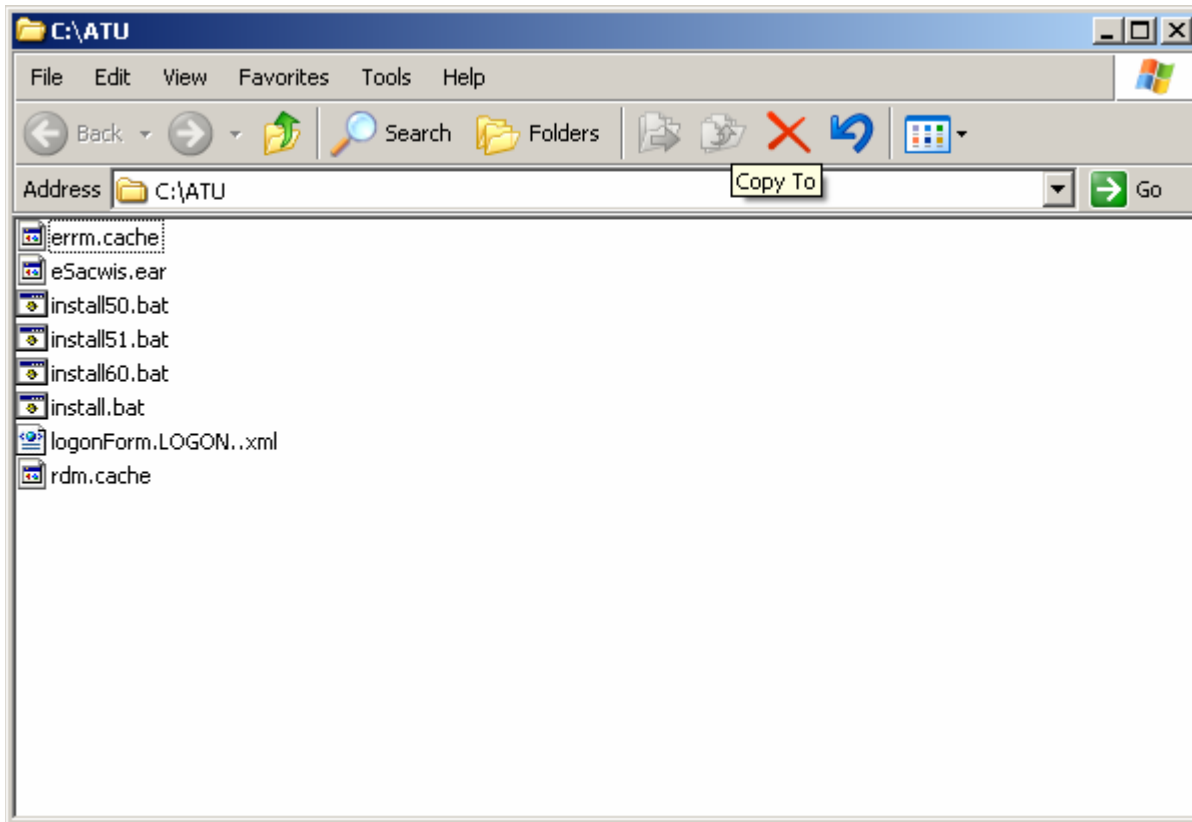 C:\ATU
File Edit View Favorites Tools Help
Back Search Folders
Copy To
Address C:\ATU Go
errm.cache
eSacwis.ear
install50.bat
install51.bat
install60.bat
install.bat
logonForm.LOGON..xml
rdm.cache